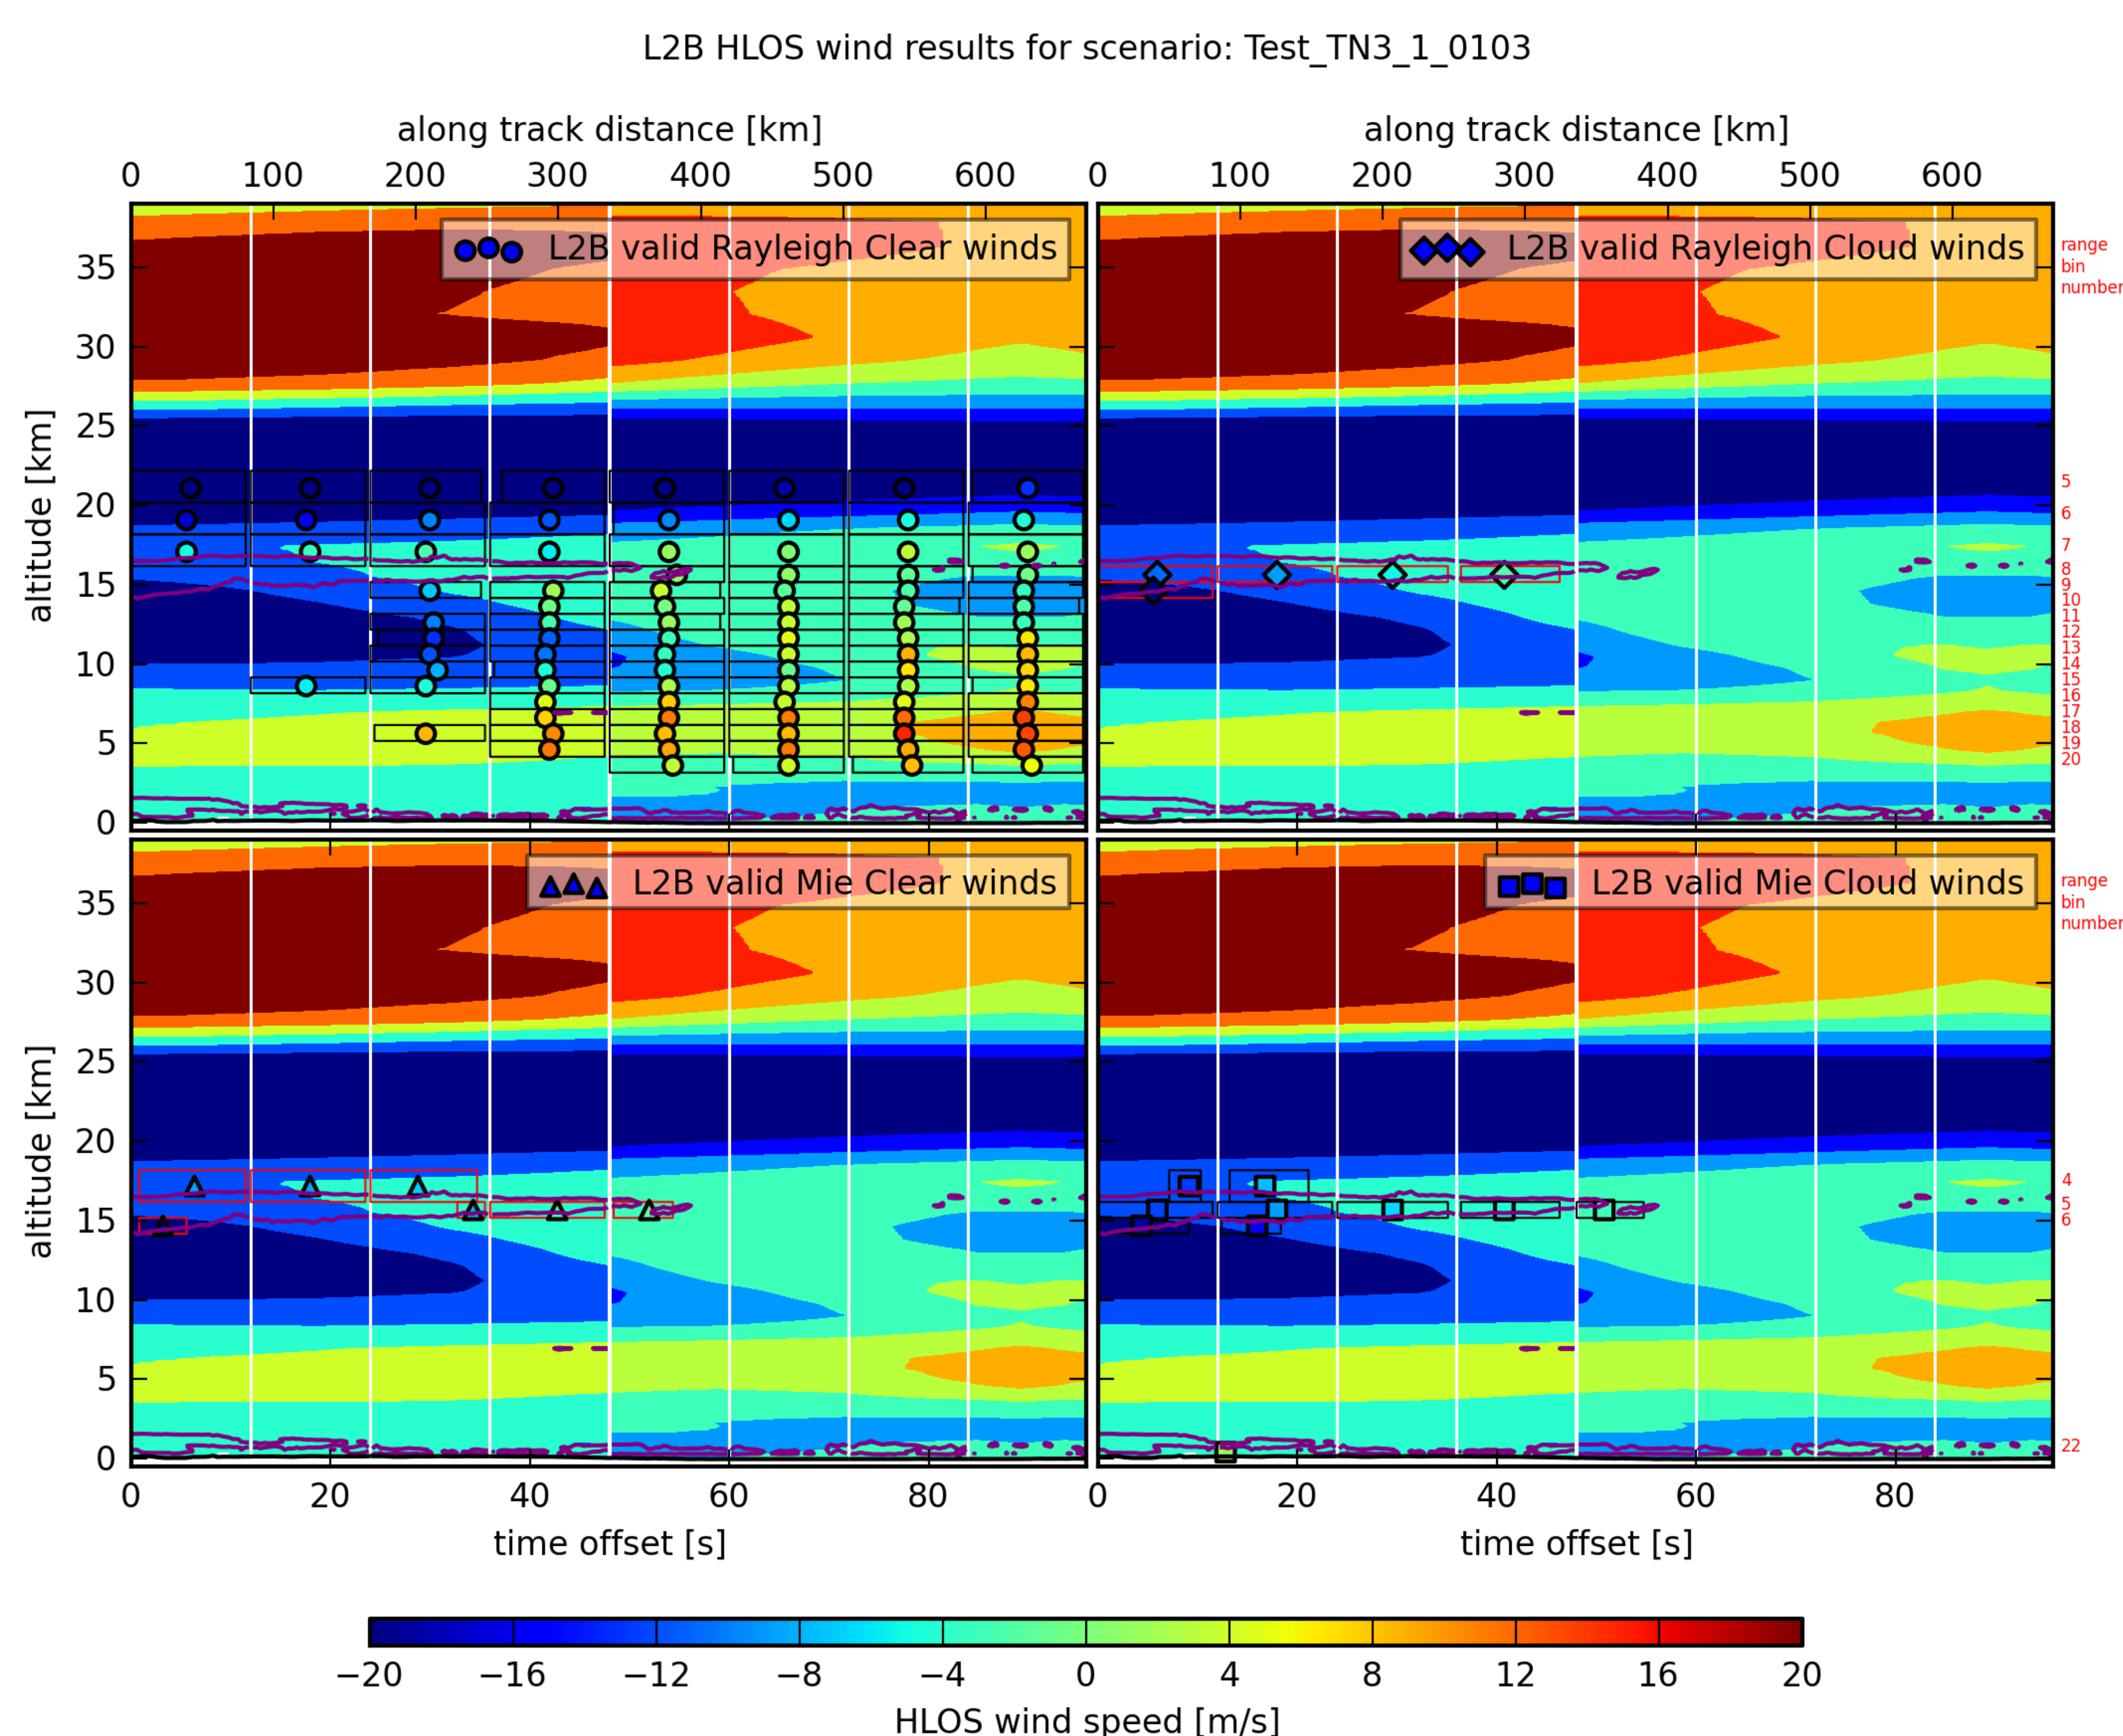 L2B HLOS wind results for scenario: Test_TN3_1_0103
along track distance [km]
along track distance [km]
0 100 200 300 400 500 600
0 100 200 300 400 500 600
L2B valid Rayleigh Clear winds
L2B valid Rayleigh Cloud winds
range
bin
number
altitude [km]
35
30
25
20
15
10
5
0
5
6
7
8
9
10
11
12
13
14
15
16
17
18
19
20
L2B valid Mie Clear winds
L2B valid Mie Cloud winds
range
bin
number
altitude [km]
35
30
25
20
15
10
5
0
4
5
6
22
0 20 40 60 80
0 20 40 60 80
time offset [s]
time offset [s]
−20 −16 −12 −8 −4 0 4 8 12 16 20
HLOS wind speed [m/s]